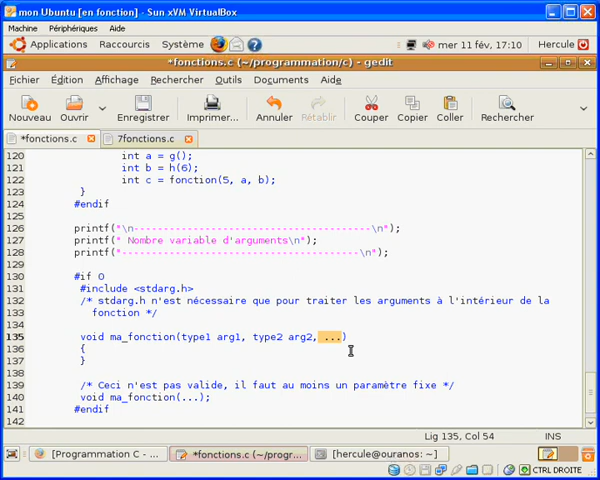 mon Ubuntu [en fonction] - Sun xVM VirtualBox
Machine Périphériques Aide
Applications Raccourcis Système mer 11 fév, 17:10 Hercule
*fonctions.c (~/programmation/c) - gedit
Fichier Édition Affichage Rechercher Outils Documents Aide
Nouveau Ouvrir Enregistrer Imprimer... Annuler Rétablir Couper Copier Coller Rechercher
*fonctions.c 7fonctions.c
120 int a = g();
121 int b = h(6);
122 int c = fonction(5, a, b);
123 }
124 #endif
125
126 printf("\n----------------------------------------\n");
127 printf(" Nombre variable d'arguments\n");
128 printf("----------------------------------------\n");
129
130 #if 0
131 #include <stdarg.h>
132 /* stdarg.h n'est nécessaire que pour traiter les arguments à l'intérieur de la
133 fonction */
134
135 void ma_fonction(type1 arg1, type2 arg2, ...)
136 {
137 }
138
139 /* Ceci n'est pas valide, il faut au moins un paramètre fixe */
140 void ma_fonction(...);
141 #endif
142
Lig 135, Col 54 INS
[Programmation C - ... *fonctions.c (~/progr... [hercule@ouranos: ~]
CTRL DROITE